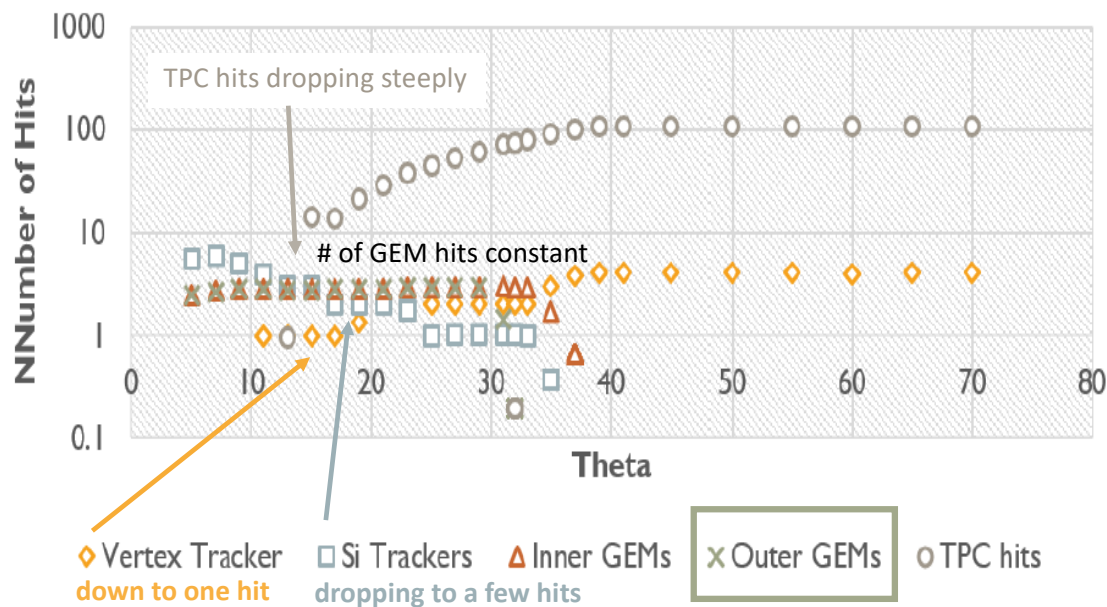 1000
TPC hits dropping steeply
100
10
# of GEM hits constant
1
0 10 20 30 40 50 60 70 80
0.1
NNumber of Hits
Theta
Vertex Tracker Si Trackers Inner GEMs Outer GEMs TPC hits
down to one hit dropping to a few hits